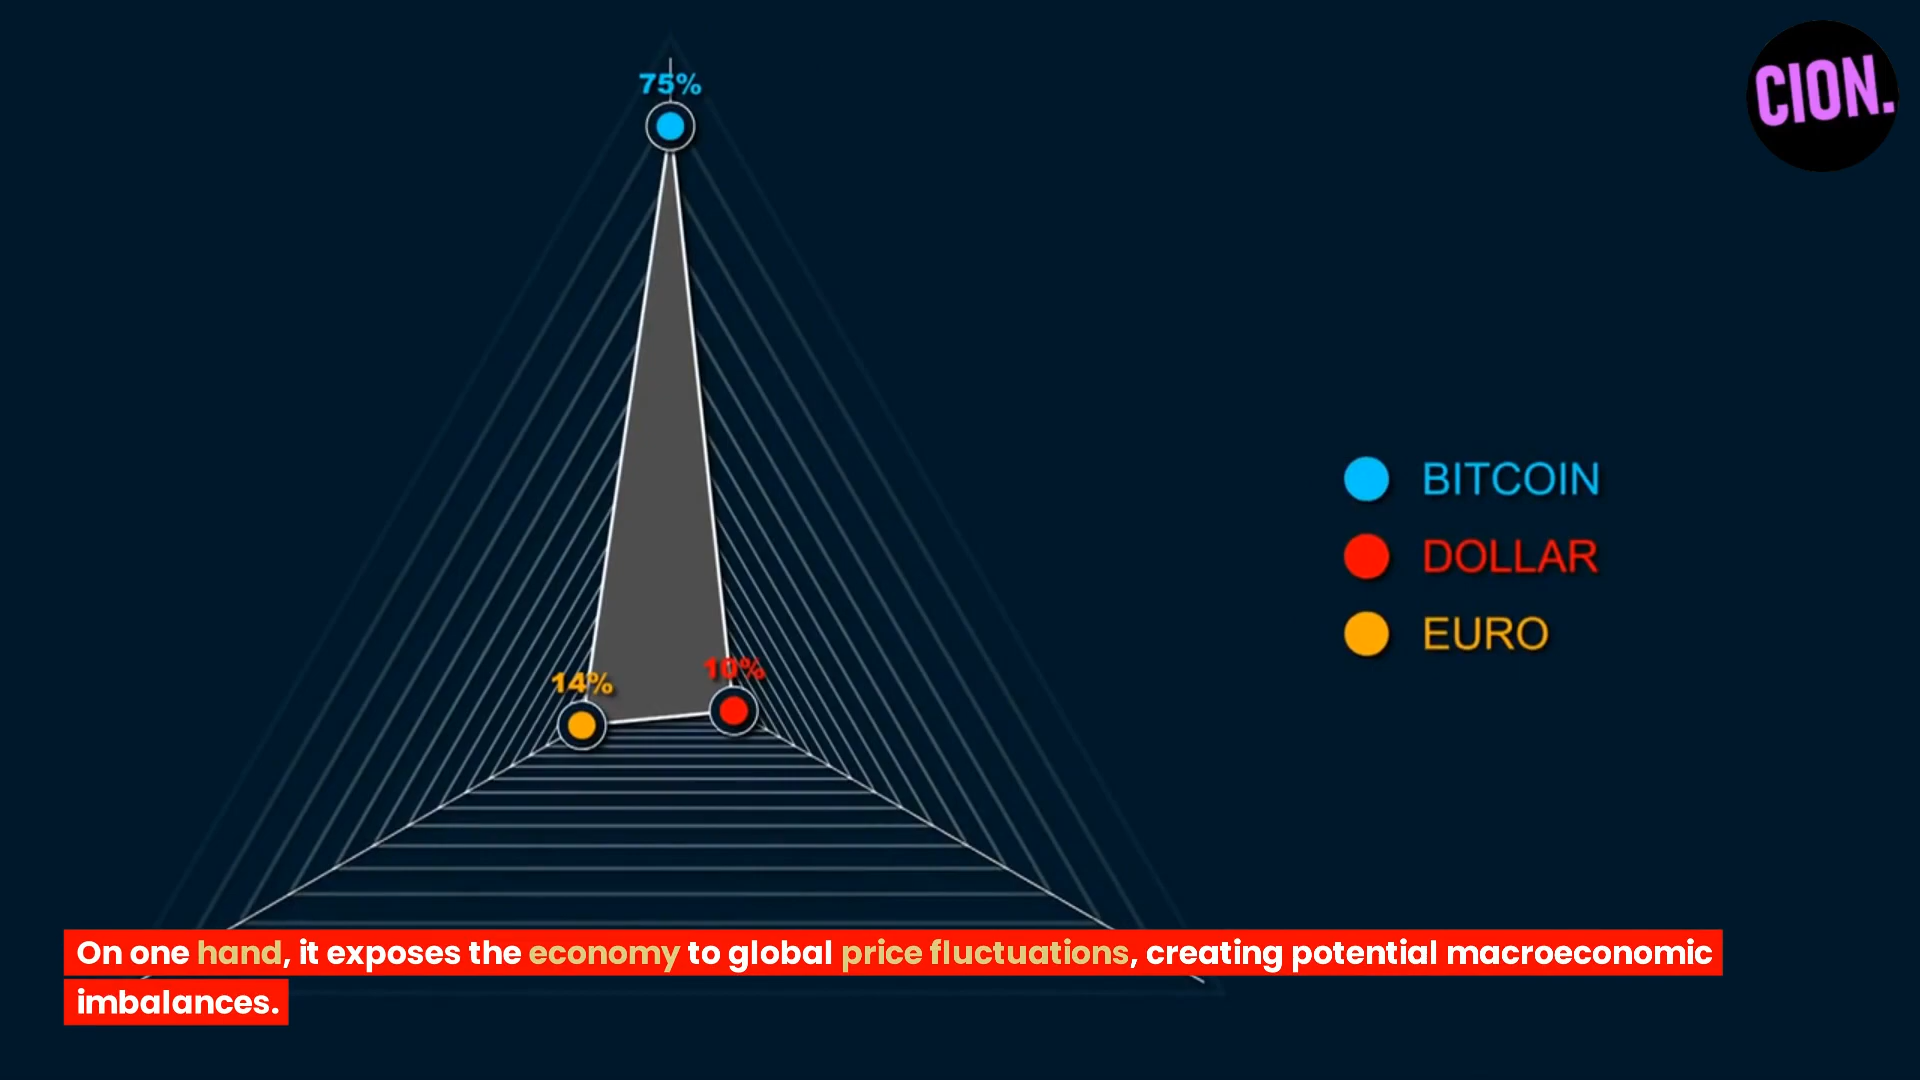 75%
CION.
BITCOIN
DOLLAR
EURO
10%
14%
On one hand, it exposes the economy to global price fluctuations, creating potential macroeconomic
imbalances.